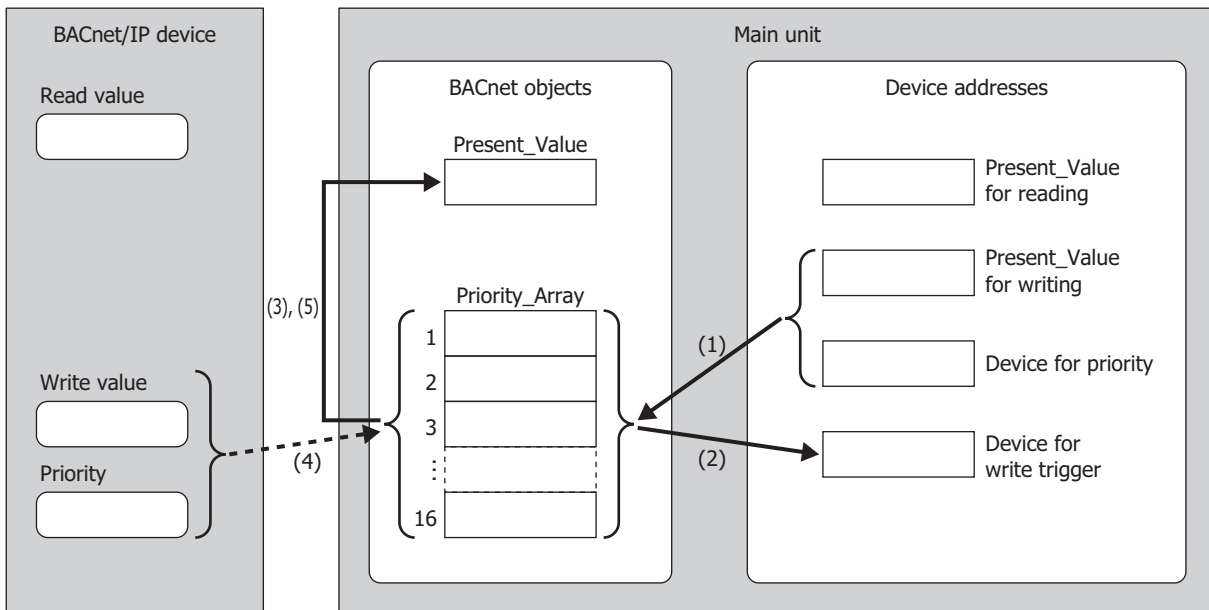 BACnet/IP device
Read value
Write value
Priority
Main unit
BACnet objects
Present_Value
Priority_Array
1
2
3
⋮
16
(3), (5)
(4)
(1)
(2)
Device addresses
Present_Value
for reading
Present_Value
for writing
Device for priority
Device for
write trigger